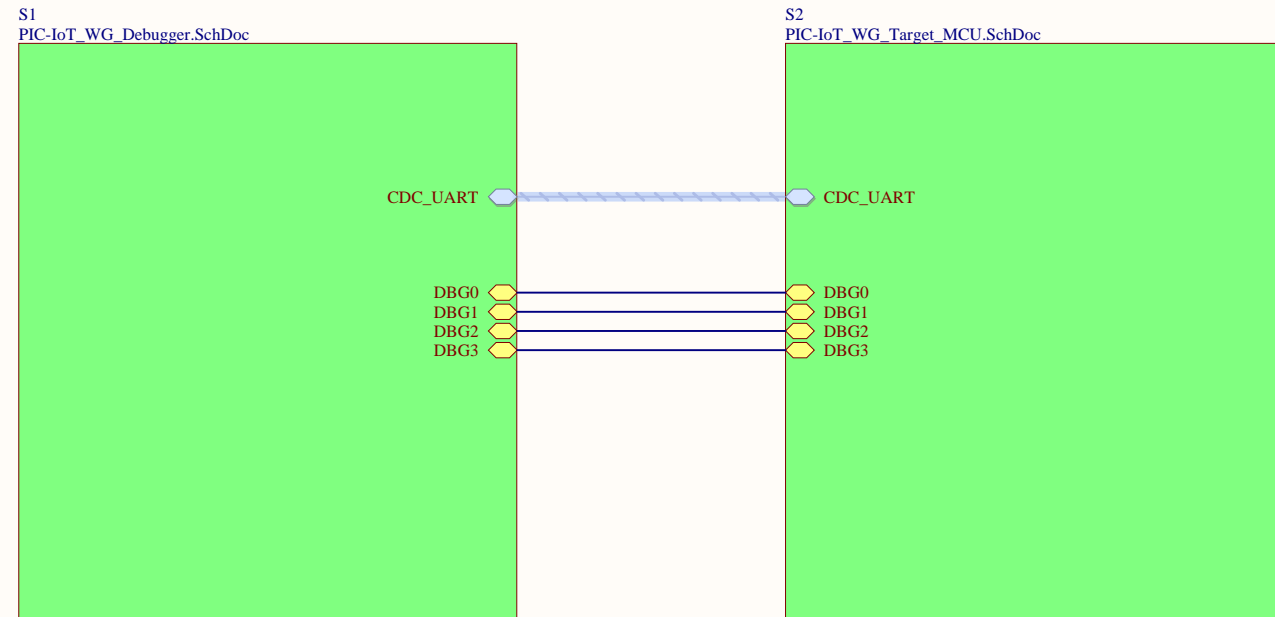 S1
PIC-IoT_WG_Debugger.SchDoc
S2
PIC-IoT_WG_Target_MCU.SchDoc
CDC_UART
CDC_UART
DBG0
DBG0
DBG1
DBG1
DBG2
DBG2
DBG3
DBG3